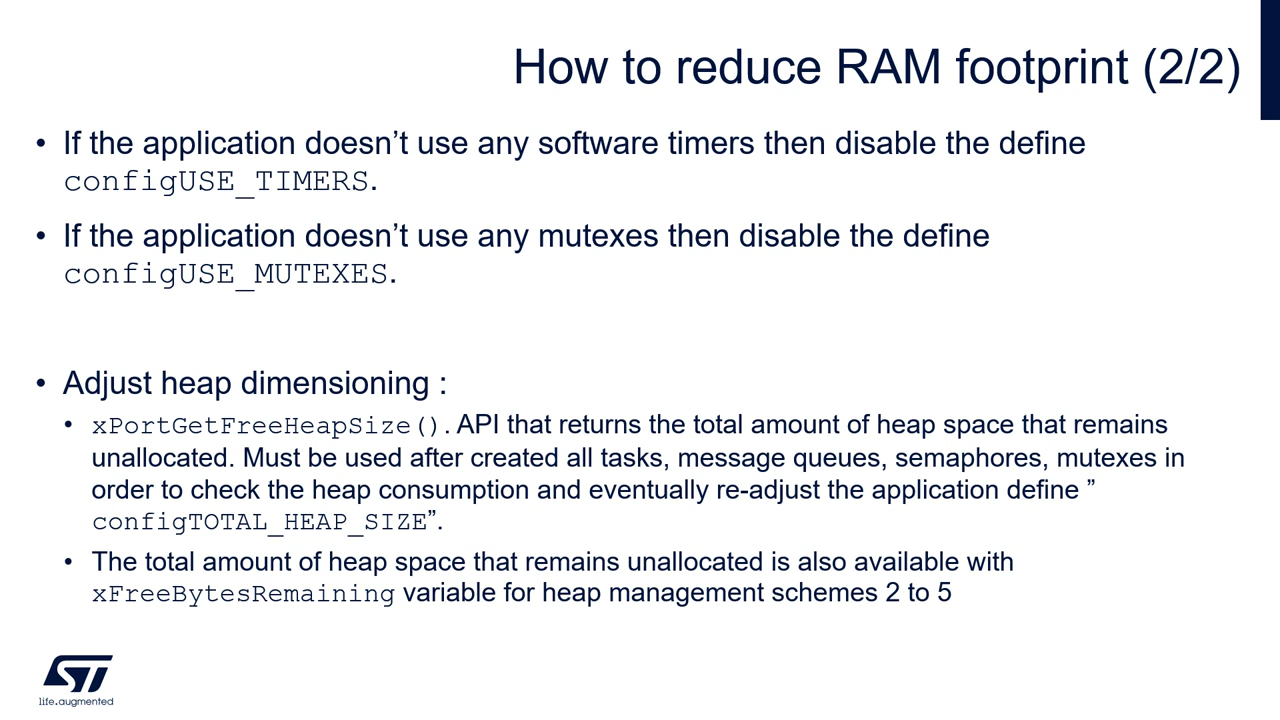 How to reduce RAM footprint (2/2)
• If the application doesn’t use any software timers then disable the define
configUSE_TIMERS.
• If the application doesn’t use any mutexes then disable the define
configUSE_MUTEXES.
• Adjust heap dimensioning :
• xPortGetFreeHeapSize(). API that returns the total amount of heap space that remains
unallocated. Must be used after created all tasks, message queues, semaphores, mutexes in
order to check the heap consumption and eventually re-adjust the application define ”
configTOTAL_HEAP_SIZE”.
• The total amount of heap space that remains unallocated is also available with
xFreeBytesRemaining variable for heap management schemes 2 to 5
ST
life.augmented